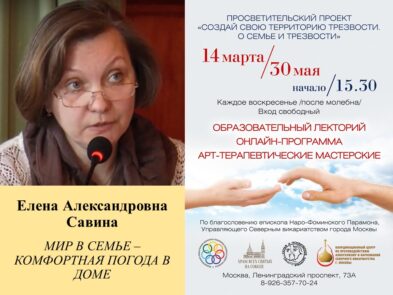 Елена Александровна
Савина
МИР В СЕМЬЕ –
КОМФОРТНАЯ ПОГОДА В
ДОМЕ
ПРОСВЕТИТЕЛЬСКИЙ ПРОЕКТ
«СОЗДАЙ СВОЮ ТЕРРИТОРИЮ ТРЕЗВОСТИ.
О СЕМЬЕ И ТРЕЗВОСТИ»
14 марта/
30 мая
начало/15.30
Каждое воскресенье /после молебна/
Вход свободный
ОБРАЗОВАТЕЛЬНЫЙ ЛЕКТОРИЙ
ОНЛАЙН-ПРОГРАММА
АРТ-ТЕРАПЕВТИЧЕСКИЕ МАСТЕРСКИЕ
По благословению епископа Наро-Фоминского Парамона,
Управляющего Северным викариатством города Москвы
Москва, Ленинградский проспект, 73А
8-926-357-70-24